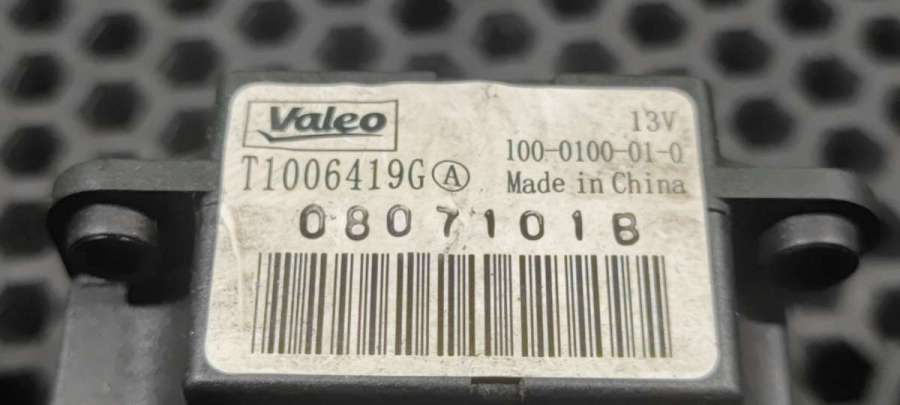 Valeo
13V
T1006419G Ⓐ
100-0100-01-0
Made in China
0807101B